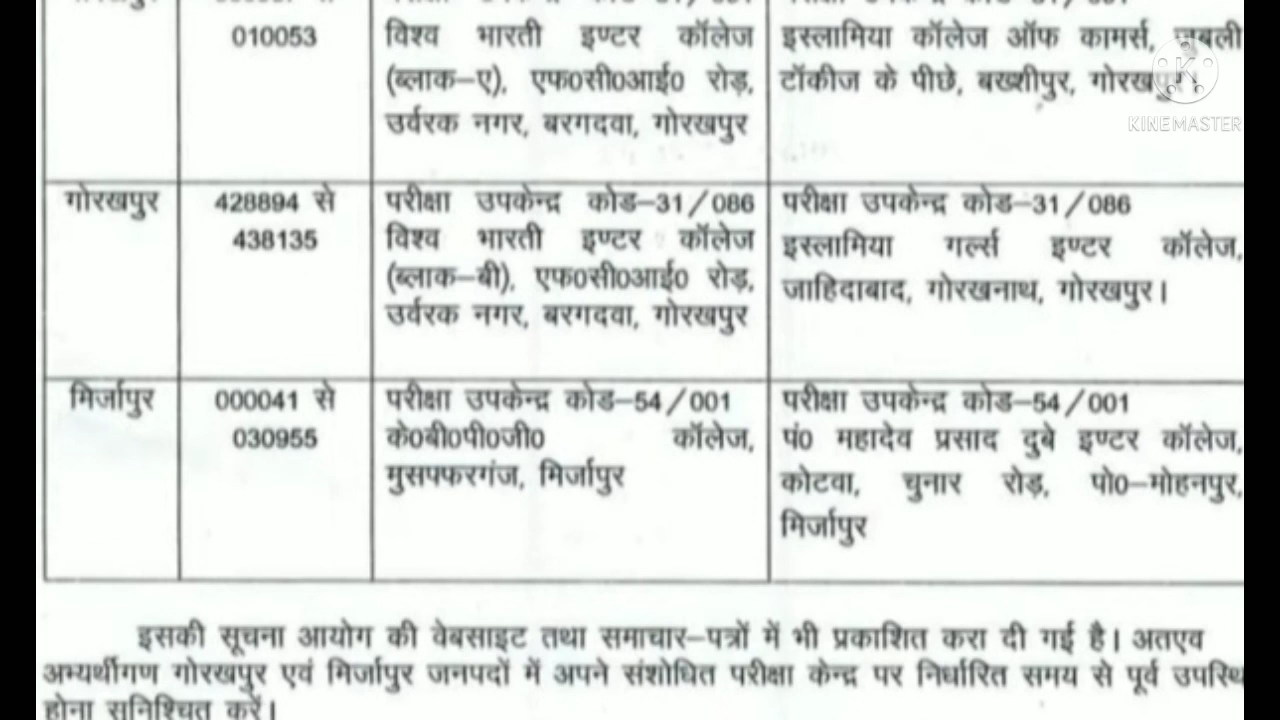 010053
विश्व भारती इण्टर कॉलेज
(ब्लाक-ए), एफ0सी0आई0 रोड़,
उर्वरक नगर, बरगदवा, गोरखपुर
इस्लामिया कॉलेज ऑफ कामर्स,
टॉकीज के पीछे, बख्शीपुर, गोरखपुर।
KINEMASTER
गोरखपुर
428894 से
438135
परीक्षा उपकेन्द्र कोड-31/086
विश्व भारती इण्टर कॉलेज
(ब्लाक-बी), एफ0सी0आई0 रोड़,
उर्वरक नगर, बरगदवा, गोरखपुर
परीक्षा उपकेन्द्र कोड-31/086
इस्लामिया गर्ल्स इण्टर कॉलेज,
जाहिदाबाद, गोरखनाथ, गोरखपुर।
मिर्जापुर
000041 से
030955
परीक्षा उपकेन्द्र कोड-54/001
के0बी0पी0जी0 कॉलेज,
मुसफ्फरगंज, मिर्जापुर
परीक्षा उपकेन्द्र कोड-54/001
पं0 महादेव प्रसाद दुबे इण्टर कॉलेज,
कोटवा, चुनार रोड़, पो0-मोहनपुर,
मिर्जापुर
इसकी सूचना आयोग की वेबसाइट तथा समाचार-पत्रों में भी प्रकाशित करा दी गई है। अतएव
अभ्यर्थीगण गोरखपुर एवं मिर्जापुर जनपदों में अपने संशोधित परीक्षा केन्द्र पर निर्धारित समय से पूर्व
होना सुनिश्चित करें।